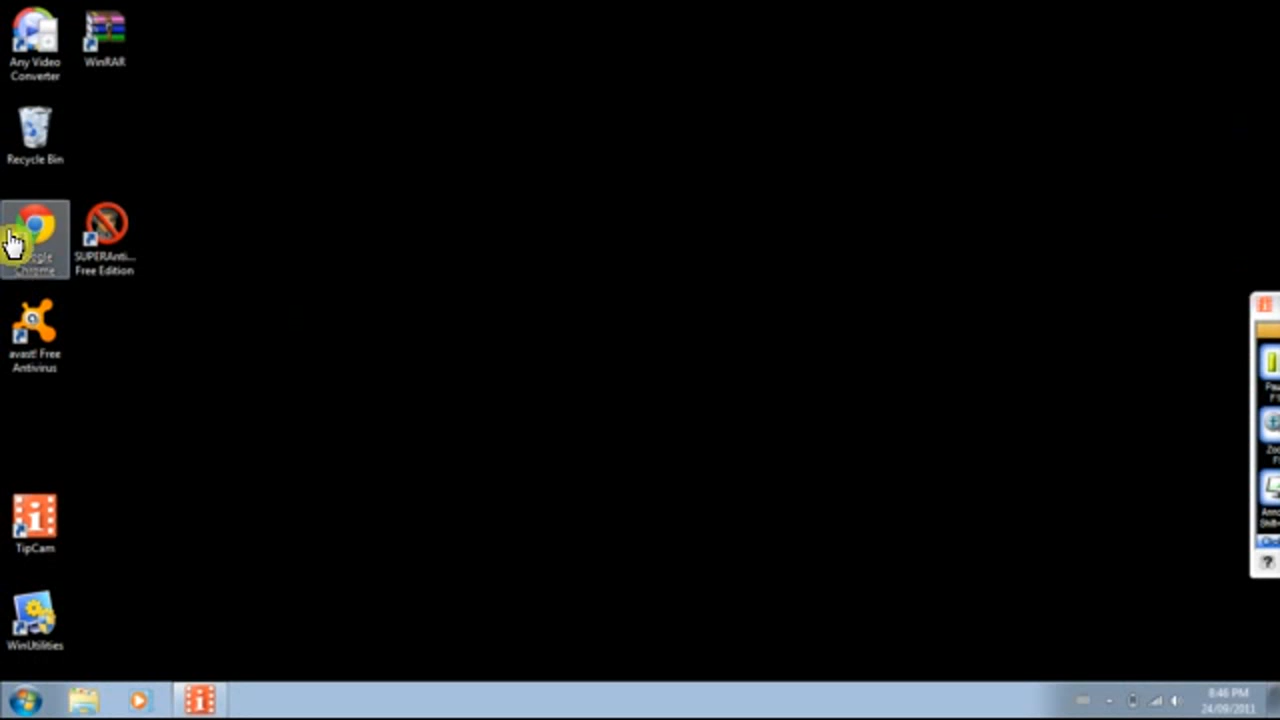 Any Video
Converter
WinRAR
Recycle Bin
Chrome
SUPERAnti...
Free Edition
avast! Free
Antivirus
TipCam
WinUtilities
?
8:46 PM
24/09/2011